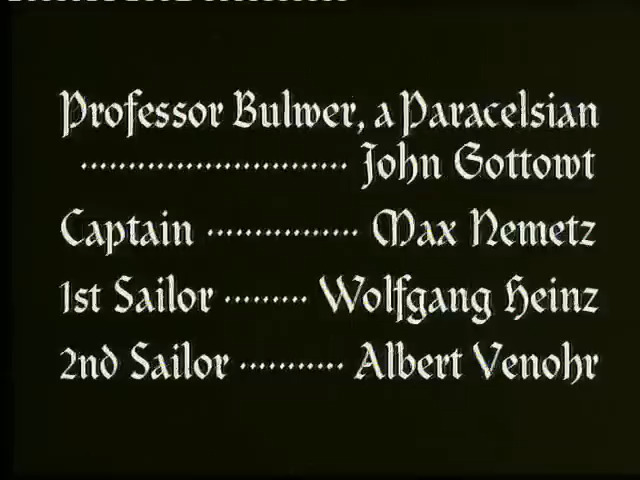 Professor Bulwer, a Paracelsian
........................... John Gottowt
Captain ................ Max Nemetz
1st Sailor ......... Wolfgang Heinz
2nd Sailor ........... Albert Venohr